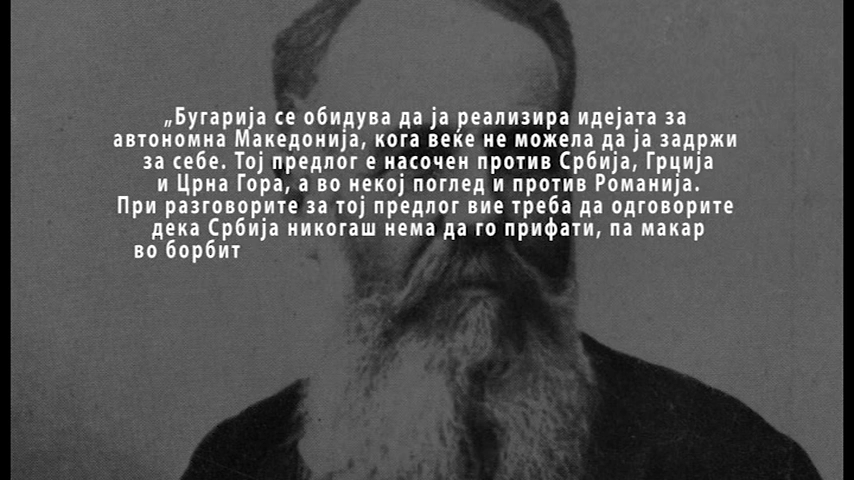 „Бугарија се обидува да ја реализира идејата за
автономна Македонија, кога веќе не можела да ја задржи
за себе. Тој предлог е насочен против Србија, Грција
и Црна Гора, а во некој поглед и против Романија.
При разговорите за тој предлог вие треба да одговорите
дека Србија никогаш нема да го прифати, па макар
во борбит